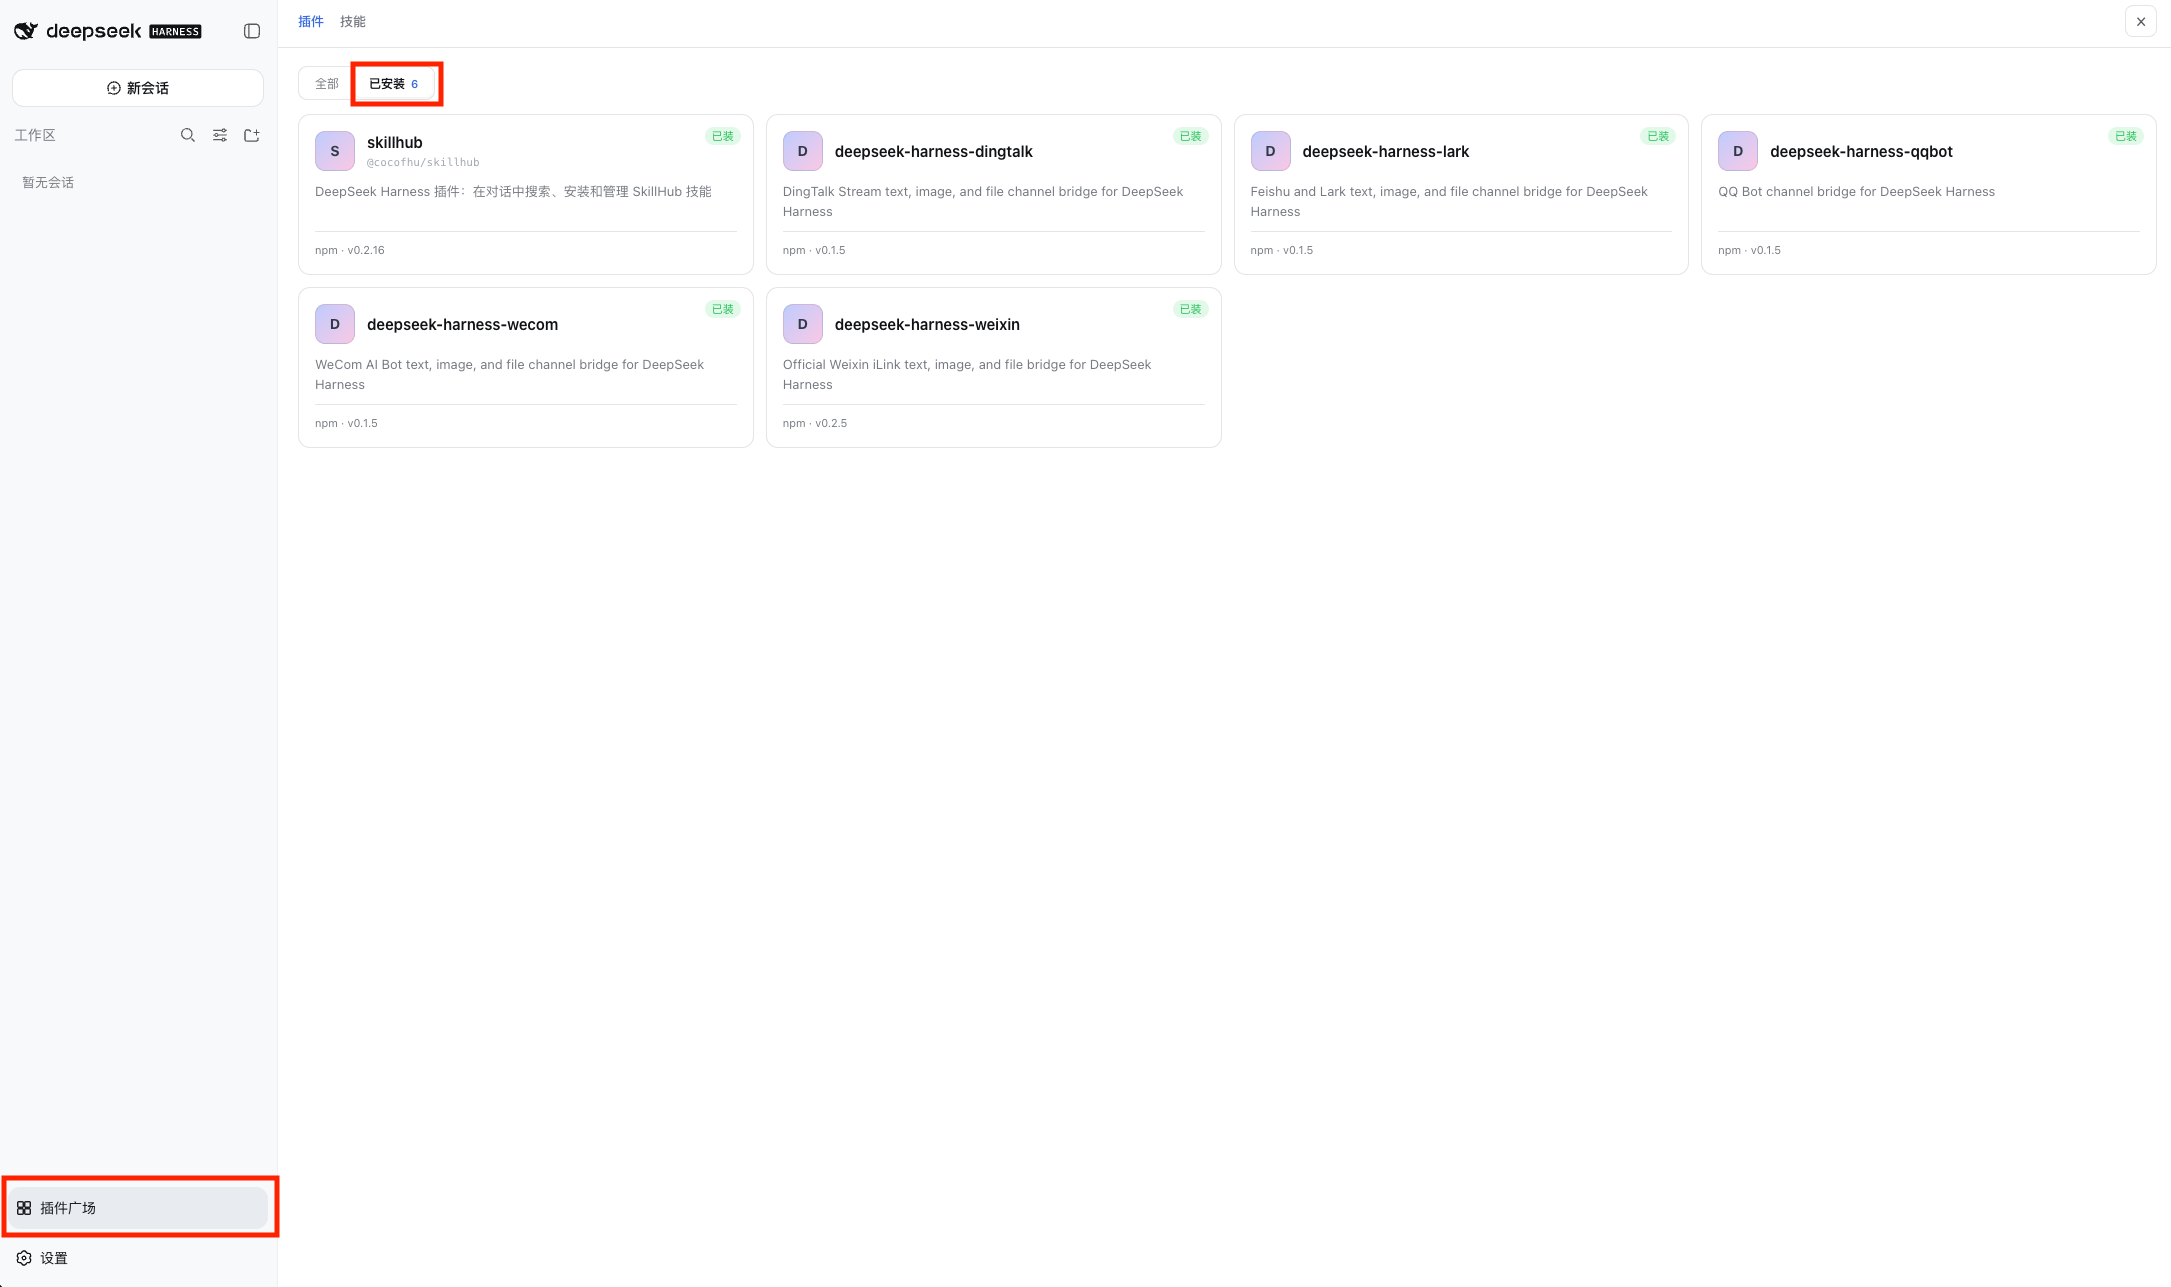 deepseek HARNESS
新会话
工作区
暂无会话
插件广场
设置
插件 技能
全部 已安装 6
S
skillhub
@cocofhu/skillhub
已装
DeepSeek Harness 插件：在对话中搜索、安装和管理 SkillHub 技能
npm · v0.2.16
D
deepseek-harness-dingtalk
已装
DingTalk Stream text, image, and file channel bridge for DeepSeek
Harness
npm · v0.1.5
D
deepseek-harness-lark
已装
Feishu and Lark text, image, and file channel bridge for DeepSeek
Harness
npm · v0.1.5
D
deepseek-harness-qqbot
已装
QQ Bot channel bridge for DeepSeek Harness
npm · v0.1.5
D
deepseek-harness-wecom
已装
WeCom AI Bot text, image, and file channel bridge for DeepSeek
Harness
npm · v0.1.5
D
deepseek-harness-weixin
已装
Official Weixin iLink text, image, and file bridge for DeepSeek
Harness
npm · v0.2.5